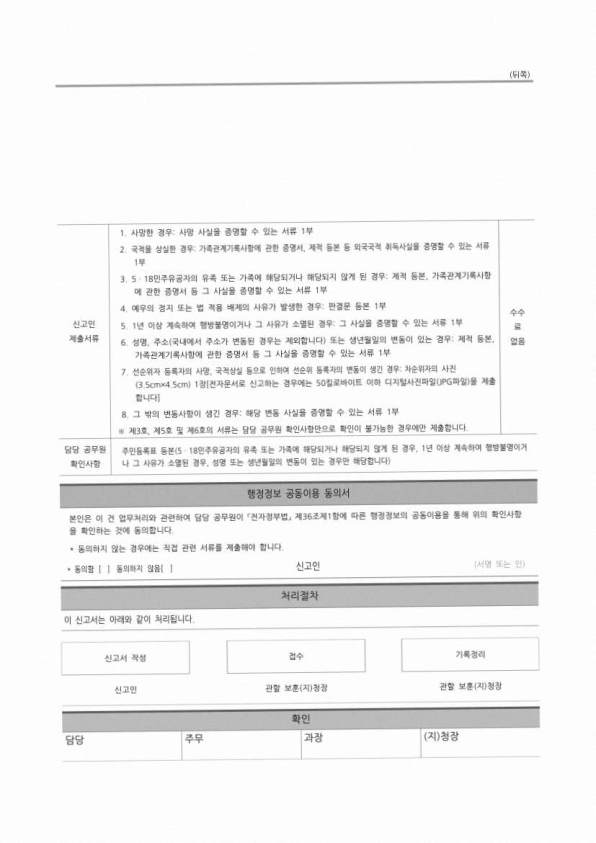 (뒤쪽)
신고인
제출서류
1. 사망한 경우: 사망 사실을 증명할 수 있는 서류 1부
2. 국적을 상실한 경우: 가족관계기록사항에 관한 증명서, 제적 등본 등 외국국적 취득사실을 증명할 수 있는 서류
1부
3. 5ㆍ18민주유공자의 유족 또는 가족에 해당되거나 해당되지 않게 된 경우: 제적 등본, 가족관계기록사항
에 관한 증명서 등 그 사실을 증명할 수 있는 서류 1부
4. 예우의 정지 또는 법 적용 배제의 사유가 발생한 경우: 판결문 등본 1부
5. 1년 이상 계속하여 행방불명이거나 그 사유가 소멸된 경우: 그 사실을 증명할 수 있는 서류 1부
6. 성명, 주소(국내에서 주소가 변동된 경우는 제외합니다) 또는 생년월일의 변동이 있는 경우: 제적 등본,
가족관계기록사항에 관한 증명서 등 그 사실을 증명할 수 있는 서류 1부
7. 선순위자 등록자의 사망, 국적상실 등으로 인하여 선순위 등록자의 변동이 생긴 경우: 차순위자의 사진
(3.5cm×4.5cm) 1장[전자문서로 신고하는 경우에는 50킬로바이트 이하 디지털사진파일(JPG파일)을 제출
합니다]
8. 그 밖의 변동사항이 생긴 경우: 해당 변동 사실을 증명할 수 있는 서류 1부
※ 제3호, 제5호 및 제6호의 서류는 담당 공무원 확인사항만으로 확인이 불가능한 경우에만 제출합니다.
수수
료
없음
담당 공무원
확인사항
주민등록표 등본(5ㆍ18민주유공자의 유족 또는 가족에 해당되거나 해당되지 않게 된 경우, 1년 이상 계속하여 행방불명이거
나 그 사유가 소멸된 경우, 성명 또는 생년월일의 변동이 있는 경우만 해당합니다)
행정정보 공동이용 동의서
본인은 이 건 업무처리와 관련하여 담당 공무원이 「전자정부법」 제36조제1항에 따른 행정정보의 공동이용을 통해 위의 확인사항
을 확인하는 것에 동의합니다.
* 동의하지 않는 경우에는 직접 관련 서류를 제출해야 합니다.
* 동의함 [ ] 동의하지 않음[ ] 신고인 (서명 또는 인)
처리절차
이 신고서는 아래와 같이 처리됩니다.
신고서 작성 접수 기록정리
신고인 관할 보훈(지)청장 관할 보훈(지)청장
확인
담당 주무 과장 (지)청장